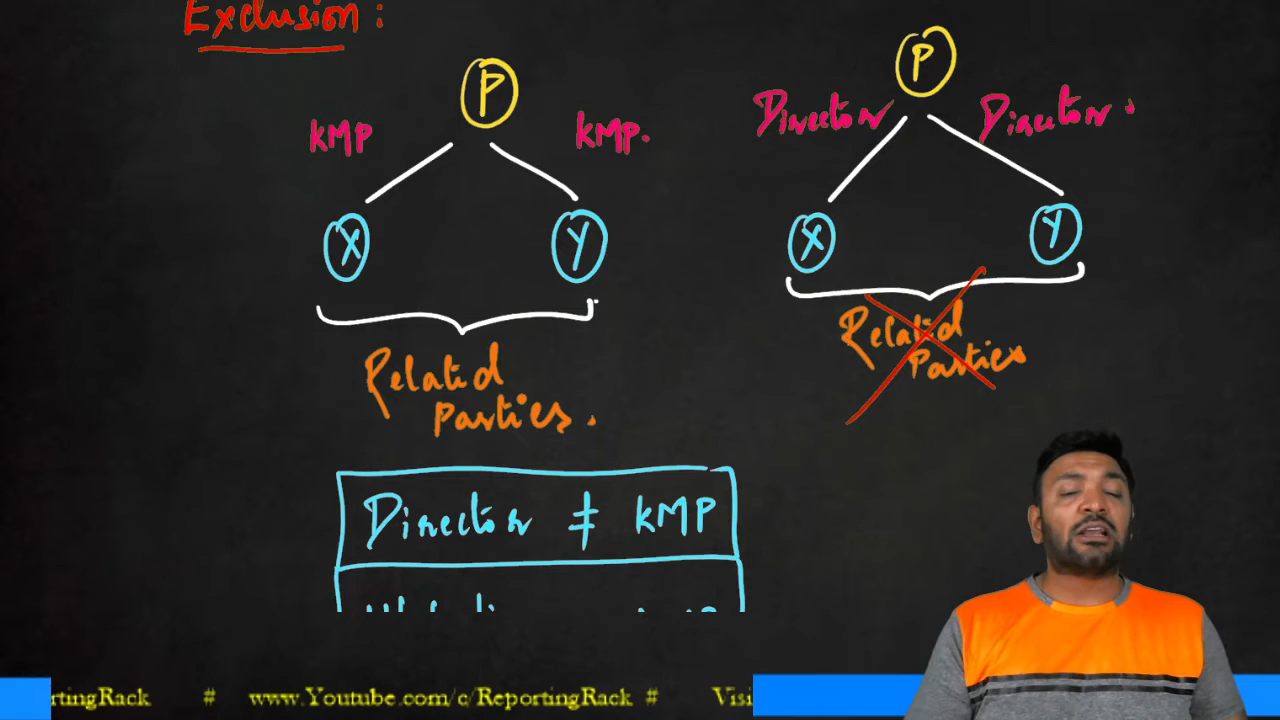 Exclusion:
P
KMP
KMP.
X
Y
Related
Parties.
P
Director
Director.
X
Y
Related
Parties
Director ≠ KMP
rtingRack # www.Youtube.com/c/ReportingRack # Visi